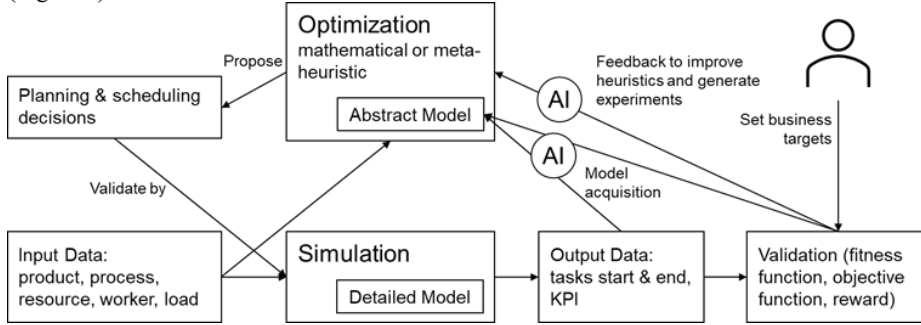 Optimization
mathematical or meta-
heuristic
Abstract Model
Propose
Planning & scheduling
decisions
Validate by
AI
Feedback to improve
heuristics and generate
experiments
AI
Model
acquisition
Set business
targets
Input Data:
product, process,
resource, worker, load
Simulation
Detailed Model
Output Data:
tasks start & end,
KPI
Validation (fitness
function, objective
function, reward)